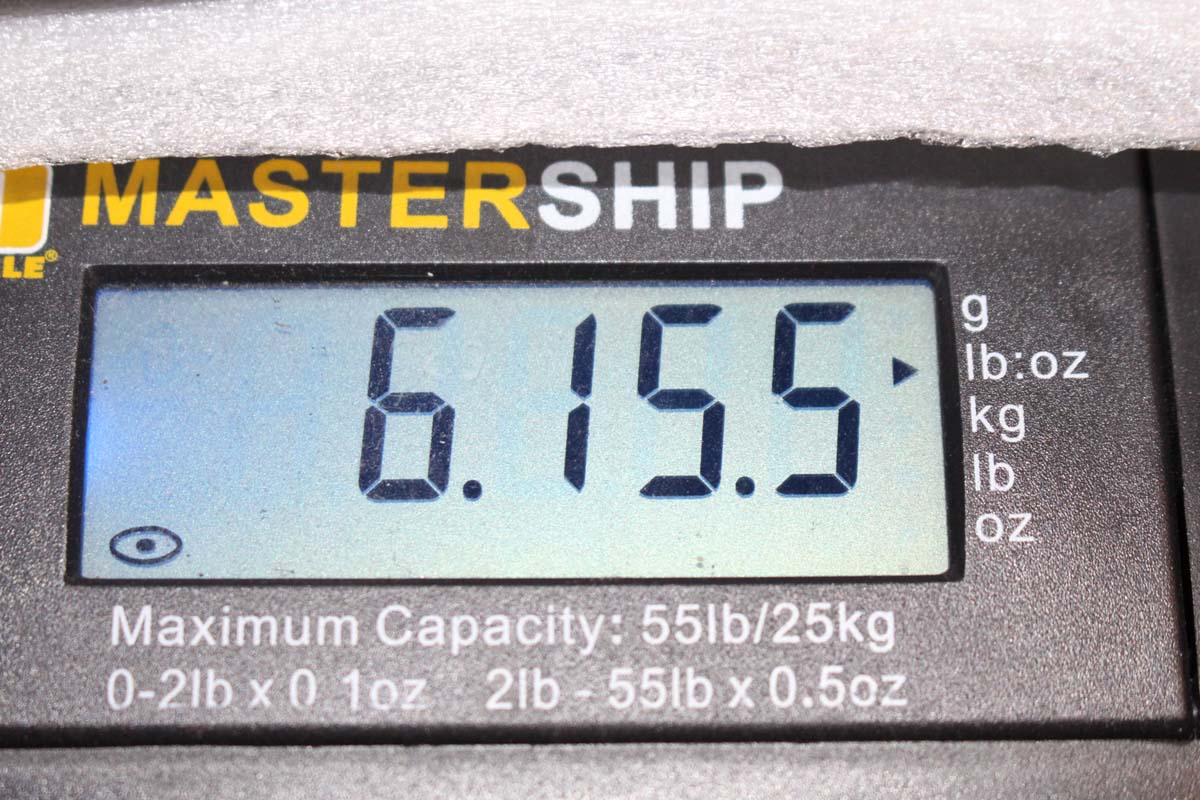 MASTERSHIP
LE®
6.15.5
g
lb:oz
kg
lb
oz
Maximum Capacity: 55lb/25kg
0-2lb x 0.1oz 2lb - 55lb x 0.5oz